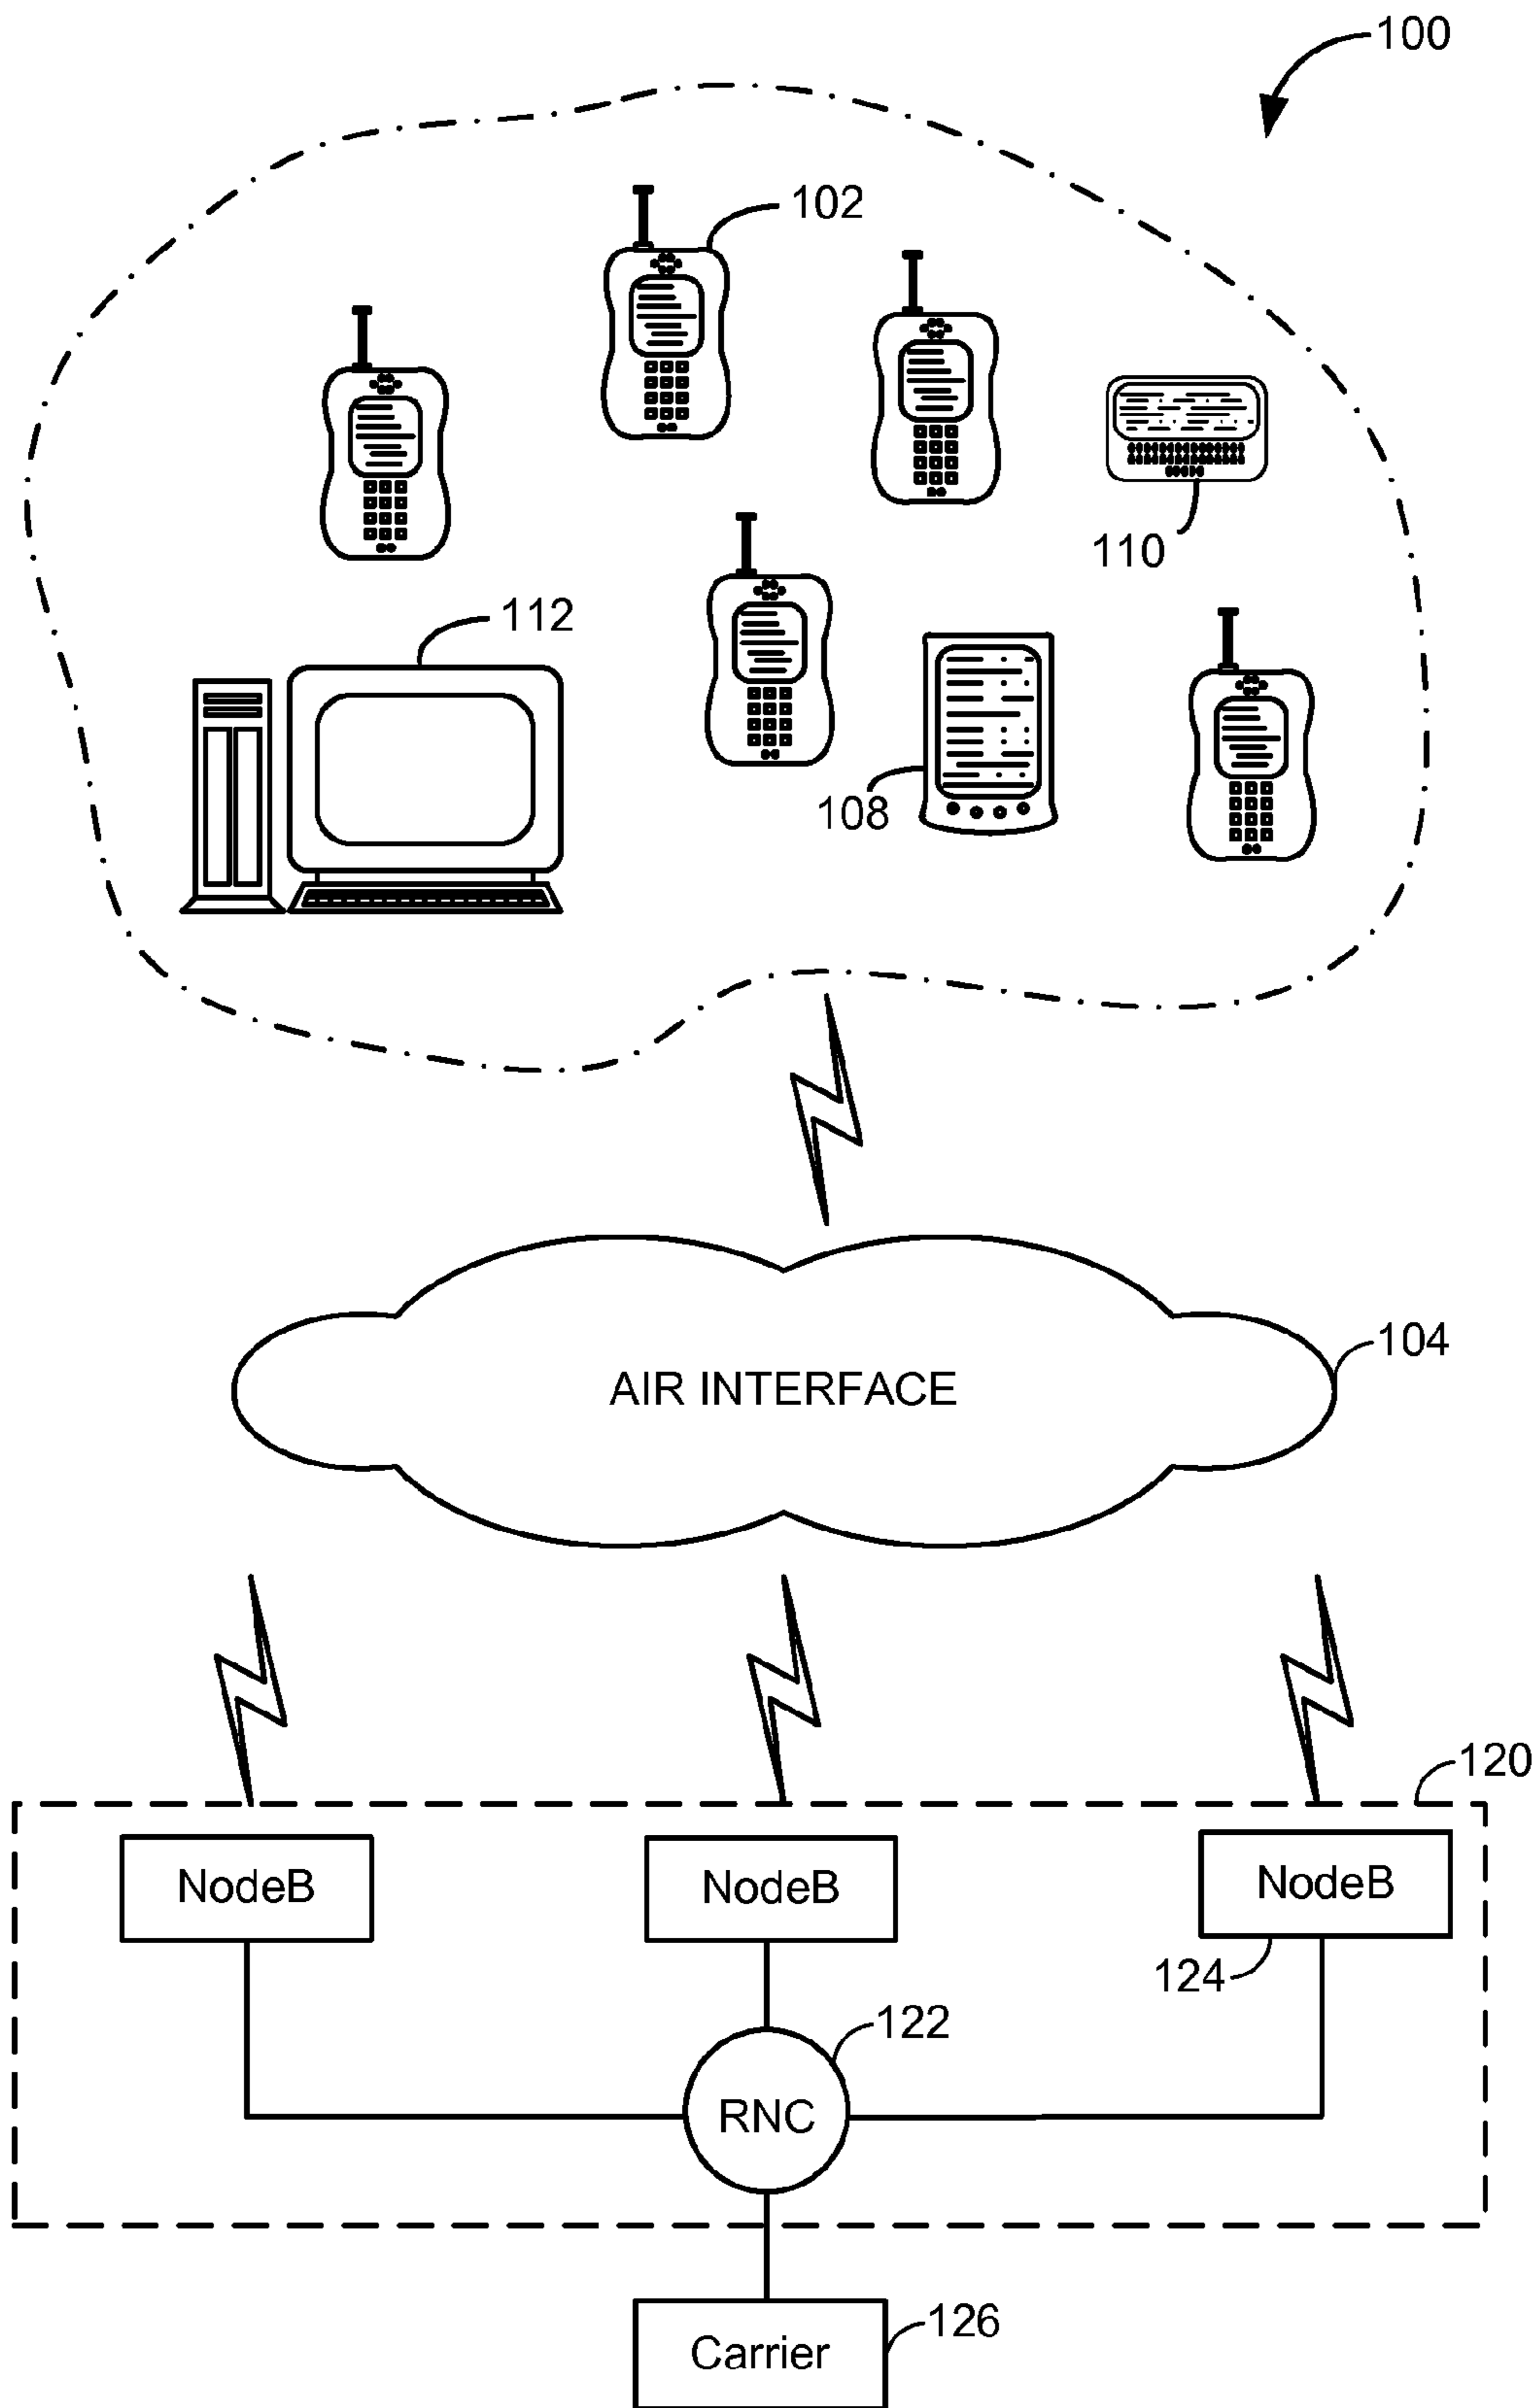 100
102
110
112
108
104
AIR INTERFACE
120
NodeB
NodeB
NodeB
124
122
RNC
126
Carrier